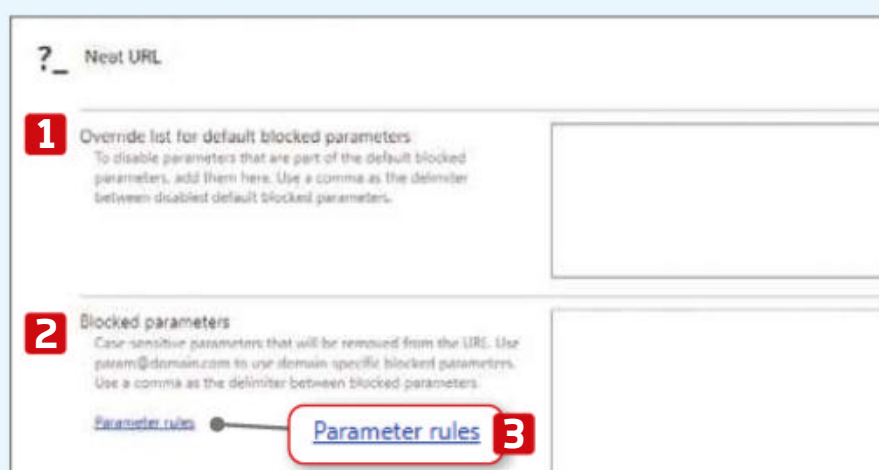 ?_ Neat URL
1
Override list for default blocked parameters
To disable parameters that are part of the default blocked
parameters, add them here. Use a comma as the delimiter
between disabled default blocked parameters.
2
Blocked parameters
Case-sensitive parameters that will be removed from the URL. Use
param@domain.com to use domain specific blocked parameters.
Use a comma as the delimiter between blocked parameters.
Parameter rules
Parameter rules 3